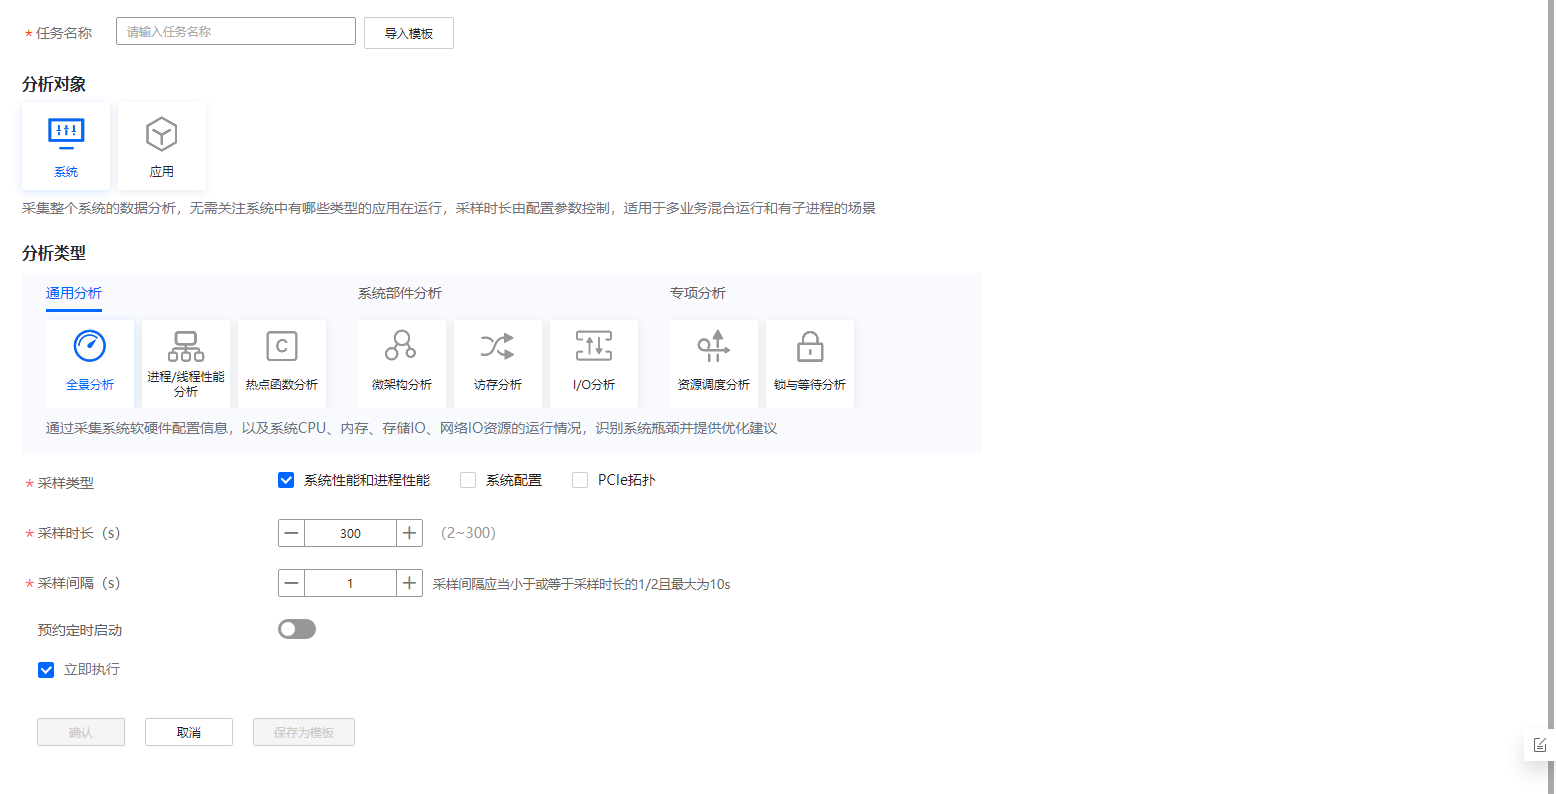 * 任务名称 请输入任务名称 导入模板
分析对象
系统 应用
采集整个系统的数据分析，无需关注系统中有哪些类型的应用在运行，采样时长由配置参数控制，适用于多业务混合运行和有子进程的场景
分析类型
通用分析 系统部件分析 专项分析
C
全景分析 进程/线程性能 热点函数分析 微架构分析 访存分析 I/O分析 资源调度分析 锁与等待分析
分析
通过采集系统软硬件配置信息，以及系统CPU、内存、存储IO、网络IO资源的运行情况，识别系统瓶颈并提供优化建议
* 采样类型 系统性能和进程性能 系统配置 PCIe拓扑
* 采样时长（s） 300 （2~300）
* 采样间隔（s） 1 采样间隔应当小于或等于采样时长的1/2且最大为10s
预约定时启动
立即执行
确认 取消 保存为模板